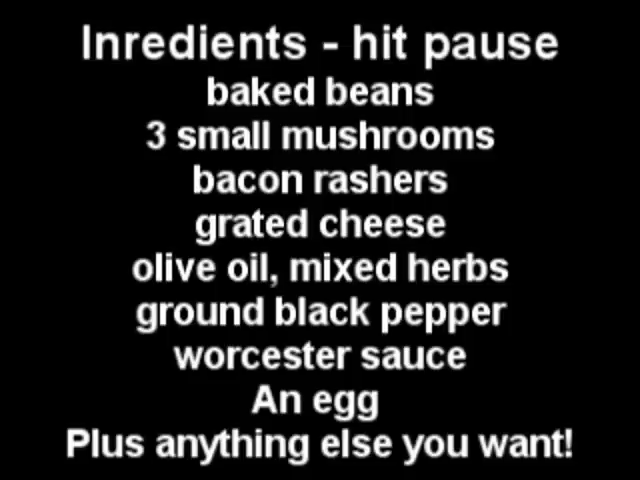 Inredients - hit pause
baked beans
3 small mushrooms
bacon rashers
grated cheese
olive oil, mixed herbs
ground black pepper
worcester sauce
An egg
Plus anything else you want!